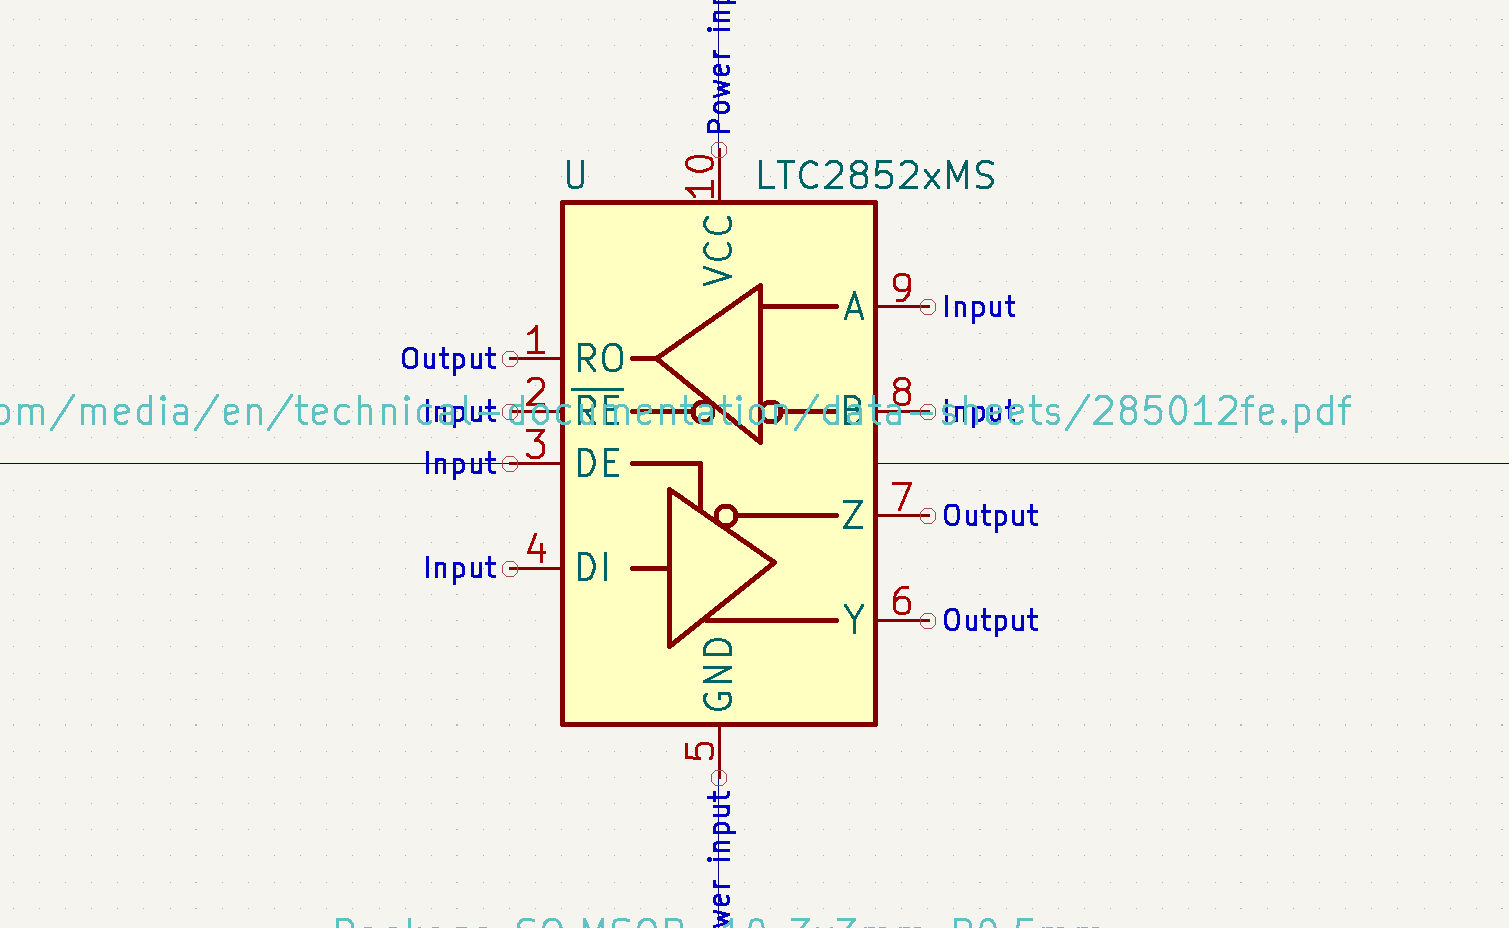 Power inp
U
LTC2852xMS
10
VCC
9
A
Input
1
RO
Output
2
RE
Input
8
B
Input
om/media/en/technical-documentation/data-sheets/285012fe.pdf
3
DE
Input
7
Z
Output
4
DI
Input
6
Y
Output
GND
5
wer input